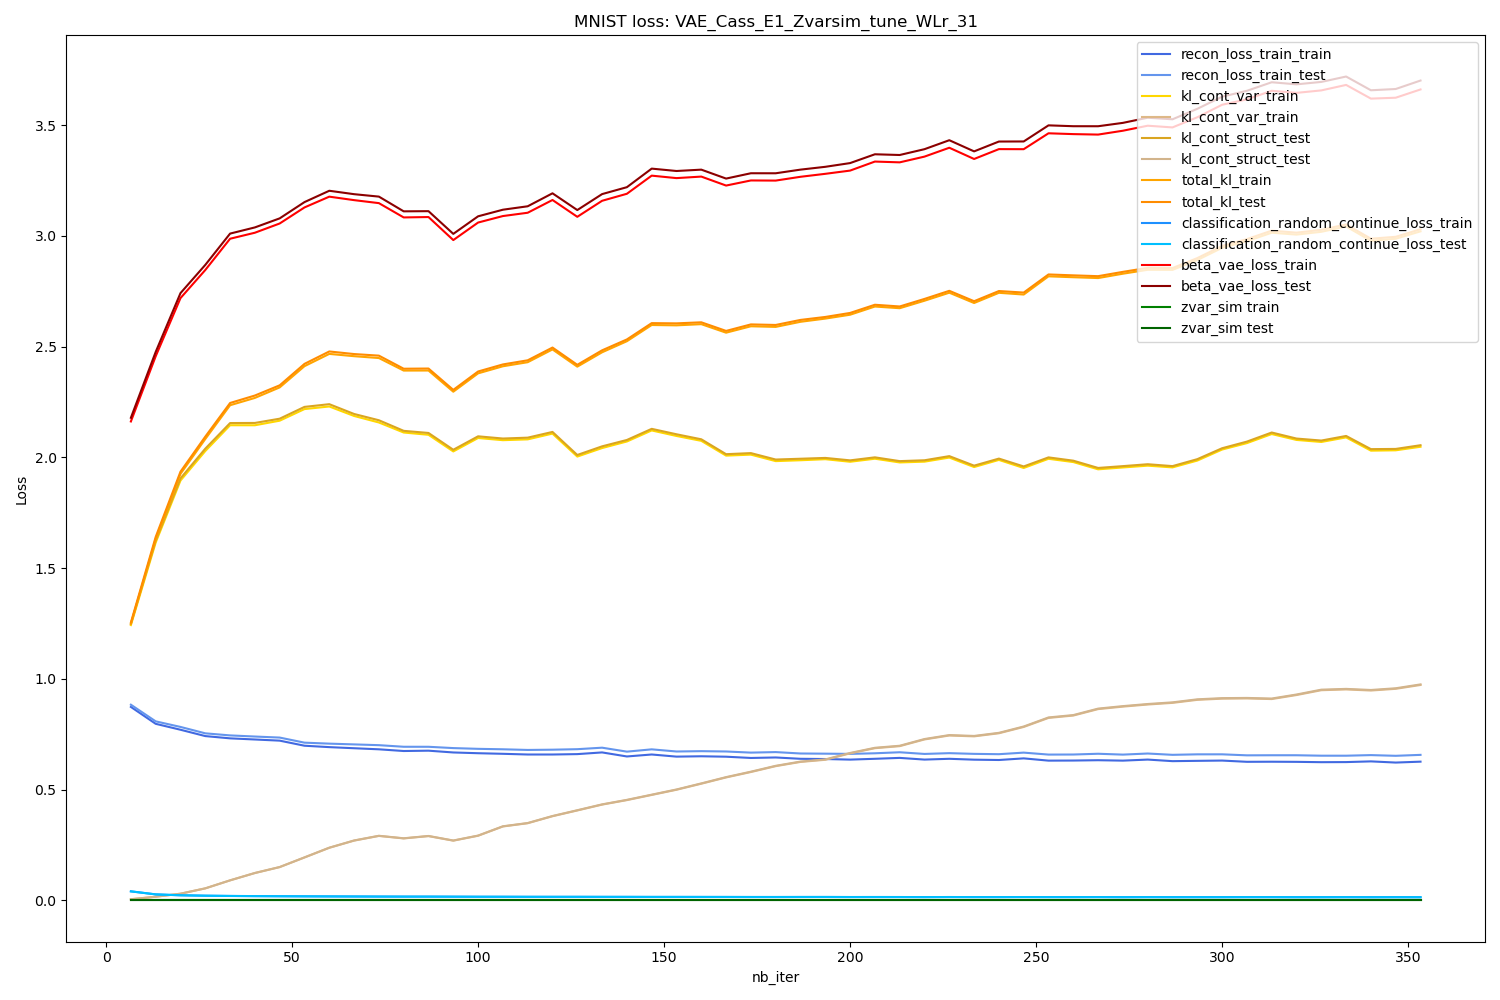 MNIST loss: VAE_Cass_E1_Zvarsim_tune_WLr_31
recon_loss_train_train
recon_loss_train_test
kl_cont_var_train
kl_cont_var_train
kl_cont_struct_test
kl_cont_struct_test
total_kl_train
total_kl_test
classification_random_continue_loss_train
classification_random_continue_loss_test
beta_vae_loss_train
beta_vae_loss_test
zvar_sim train
zvar_sim test
Loss
3.5
3.0
2.5
2.0
1.5
1.0
0.5
0.0
0 50 100 150 200 250 300 350
nb_iter